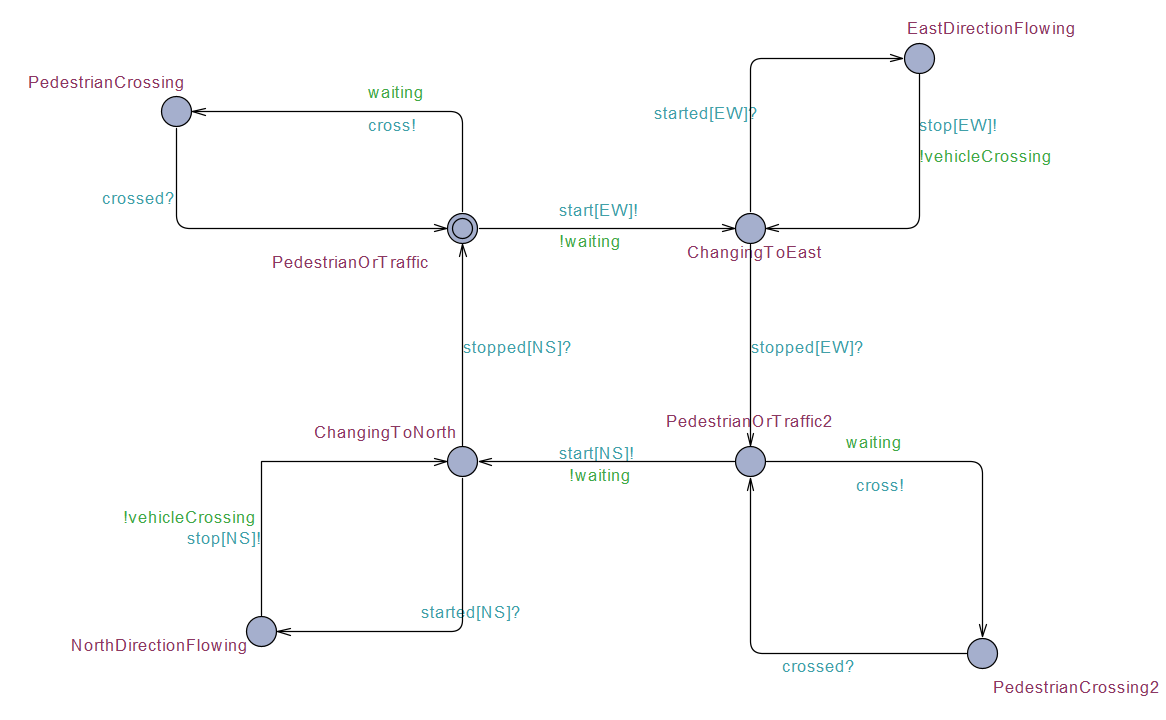 EastDirectionFlowing
PedestrianCrossing
waiting
started[EW]?
cross!
stop[EW]!
!vehicleCrossing
crossed?
start[EW]!
!waiting
ChangingToEast
PedestrianOrTraffic
stopped[NS]?
stopped[EW]?
PedestrianOrTraffic2
ChangingToNorth
waiting
start[NS]!
!waiting
cross!
!vehicleCrossing
stop[NS]!
started[NS]?
NorthDirectionFlowing
crossed?
PedestrianCrossing2